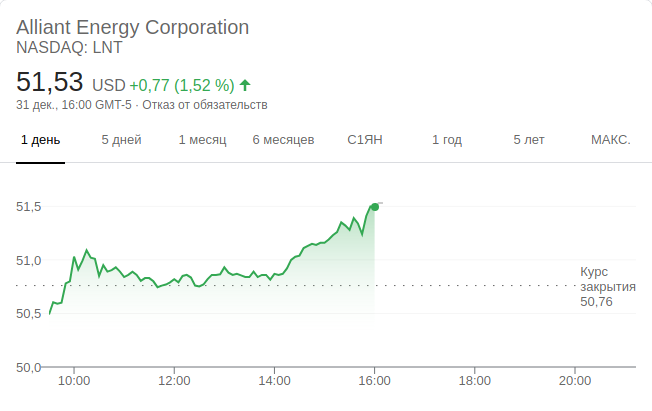 Alliant Energy Corporation
NASDAQ: LNT
51,53 USD +0,77 (1,52 %)
31 дек., 16:00 GMT-5 · Отказ от обязательств
1 день 5 дней 1 месяц 6 месяцев С1ЯН 1 год 5 лет МАКС.
51,5
51,0
Курс
закрытия
50,76
50,5
50,0
10:00 12:00 14:00 16:00 18:00 20:00